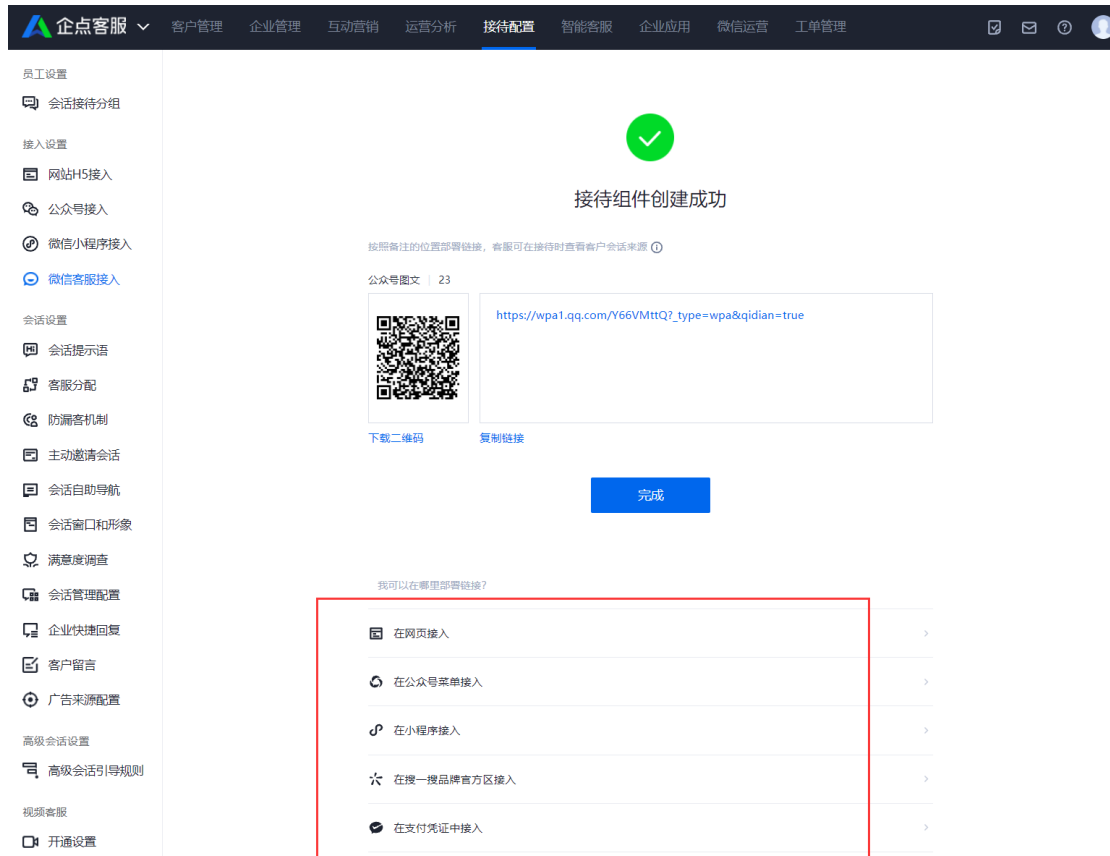 企点客服
客户管理 企业管理 互动营销 运营分析 接待配置 智能客服 企业应用 微信运营 工单管理
员工设置
会话接待分组
接入设置
网站H5接入
公众号接入
微信小程序接入
微信客服接入
会话设置
会话提示语
客服分配
防漏客机制
主动邀请会话
会话自助导航
会话窗口和形象
满意度调查
会话管理配置
企业快捷回复
客户留言
广告来源配置
高级会话设置
高级会话引导规则
视频客服
开通设置
接待组件创建成功
按照备注的位置部署链接，客服可在接待时查看客户会话来源
公众号图文 | 23
https://wpa1.qq.com/Y66VMttQ?_type=wpa&qidian=true
下载二维码 复制链接
完成
我可以在哪里部署链接?
在网页接入
在公众号菜单接入
在小程序接入
在搜一搜品牌官方区接入
在支付凭证中接入